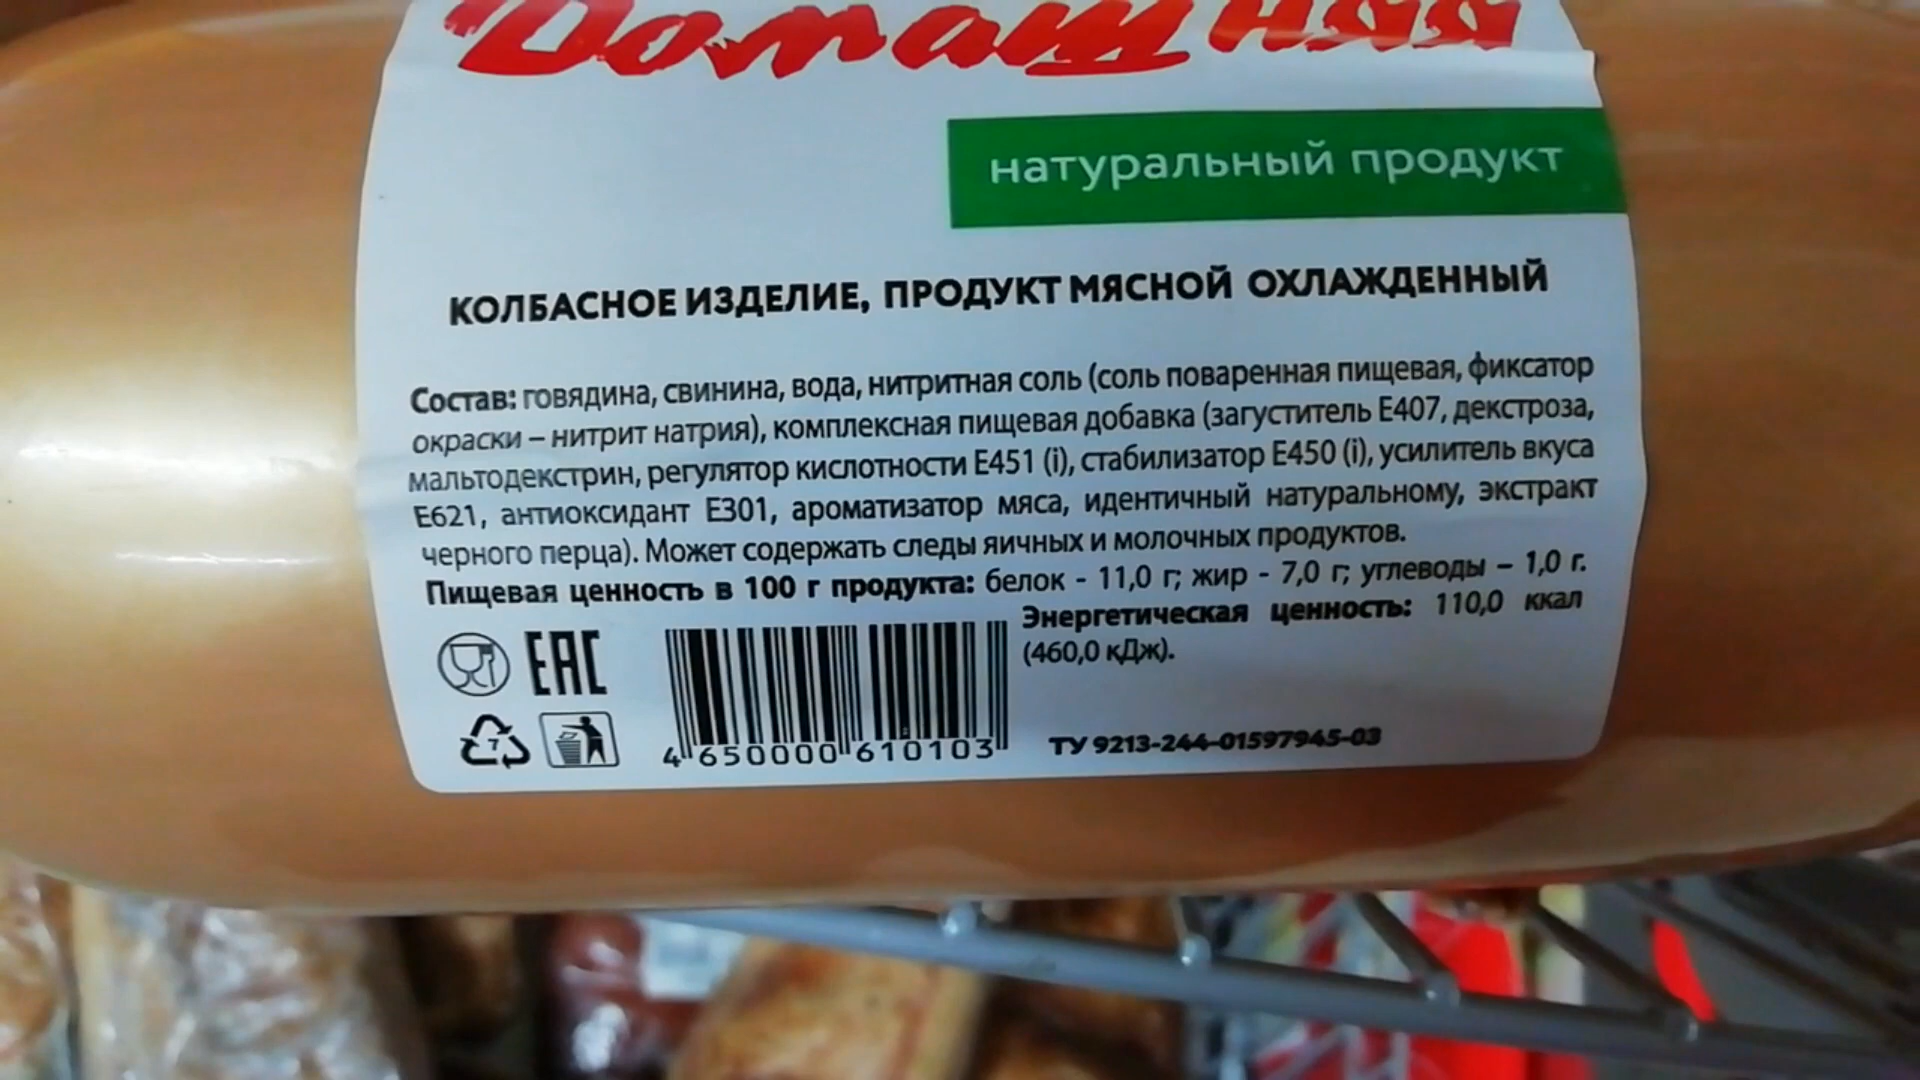 Домашняя
натуральный продукт
КОЛБАСНОЕ ИЗДЕЛИЕ, ПРОДУКТ МЯСНОЙ ОХЛАЖДЕННЫЙ
Состав: говядина, свинина, вода, нитритная соль (соль поваренная пищевая, фиксатор
окраски – нитрит натрия), комплексная пищевая добавка (загуститель Е407, декстроза,
мальтодекстрин, регулятор кислотности Е451 (i), стабилизатор Е450 (i), усилитель вкуса
Е621, антиоксидант Е301, ароматизатор мяса, идентичный натуральному, экстракт
черного перца). Может содержать следы яичных и молочных продуктов.
Пищевая ценность в 100 г продукта: белок - 11,0 г; жир - 7,0 г; углеводы – 1,0 г.
Энергетическая ценность: 110,0 ккал
(460,0 кДж).
EAC
7
4 650000 610103
ТУ 9213-244-01597945-03